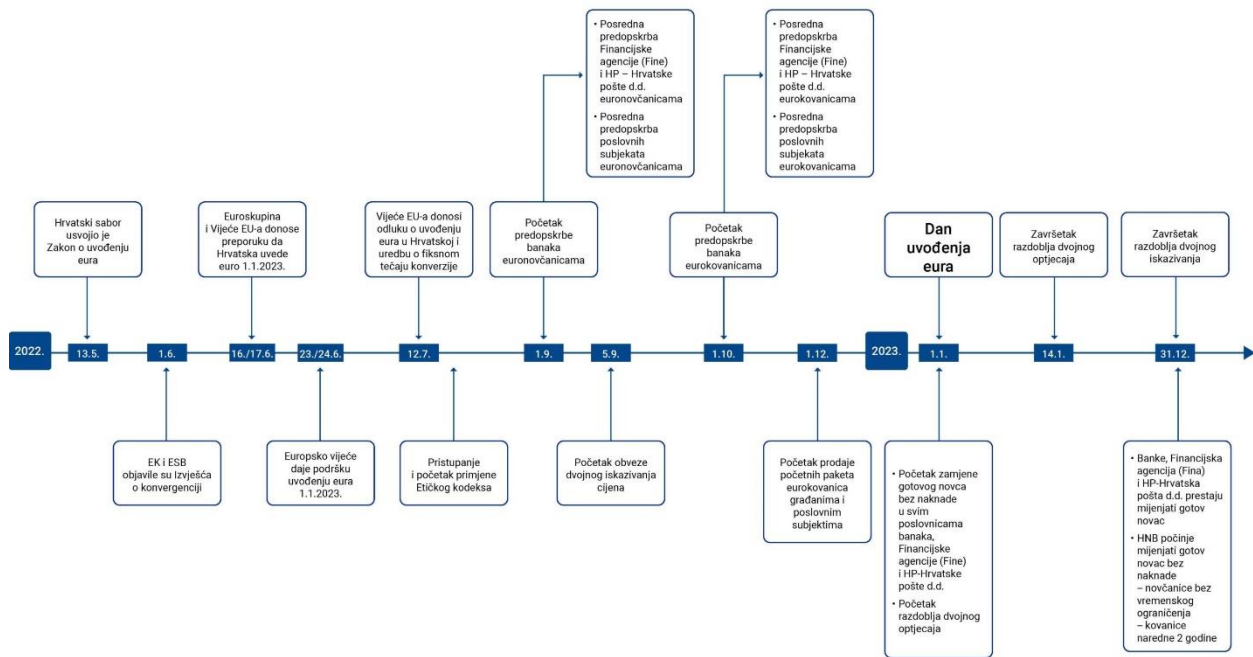 • Posredna
predopskrba
Financijske
agencije (Fine)
i HP – Hrvatske
pošte d.d.
euronovčanicama
• Posredna
predopskrba
poslovnih
subjekata
euronovčanicama
• Posredna
predopskrba
Financijske
agencije (Fine)
i HP – Hrvatske
pošte d.d.
eurokovanicama
• Posredna
predopskrba
poslovnih
subjekata
eurokovanicama
Hrvatski sabor
usvojio je
Zakon o uvođenju
eura
Euroskupina
i Vijeće EU-a donose
preporuku da
Hrvatska uvede
euro 1.1.2023.
Vijeće EU-a donosi
odluku o uvođenju
eura u Hrvatskoj i
uredbu o fiksnom
tečaju konverzije
Početak
predopskrbe
banaka
euronovčanicama
Početak
predopskrbe
banaka
eurokovanicama
Dan
uvođenja
eura
Završetak
razdoblja dvojnog
optjecaja
Završetak
razdoblja dvojnog
iskazivanja
2022.
13.5.
1.6.
16./17.6.
23./24.6.
12.7.
1.9.
5.9.
1.10.
1.12.
2023.
1.1.
14.1.
31.12.
EK i ESB
objavile su Izvješća
o konvergenciji
Europsko vijeće
daje podršku
uvođenju eura
1.1.2023.
Pristupanje
i početak primjene
Etičkog kodeksa
Početak obveze
dvojnog iskazivanja
cijena
Početak prodaje
početnih paketa
eurokovanica
građanima i
poslovnim
subjektima
• Početak zamjene
gotovog novca
bez naknade
u svim
poslovnicama
banaka,
Financijske
agencije (Fine)
i HP-Hrvatske
pošte d.d.
• Početak
razdoblja dvojnog
optjecaja
• Banke, Financijska
agencija (Fina)
i HP-Hrvatska
pošta d.d. prestaju
mijenjati gotov
novac
• HNB počinje
mijenjati gotov
novac bez
naknade
– novčanice bez
vremenskog
ograničenja
– kovanice
naredne 2 godine